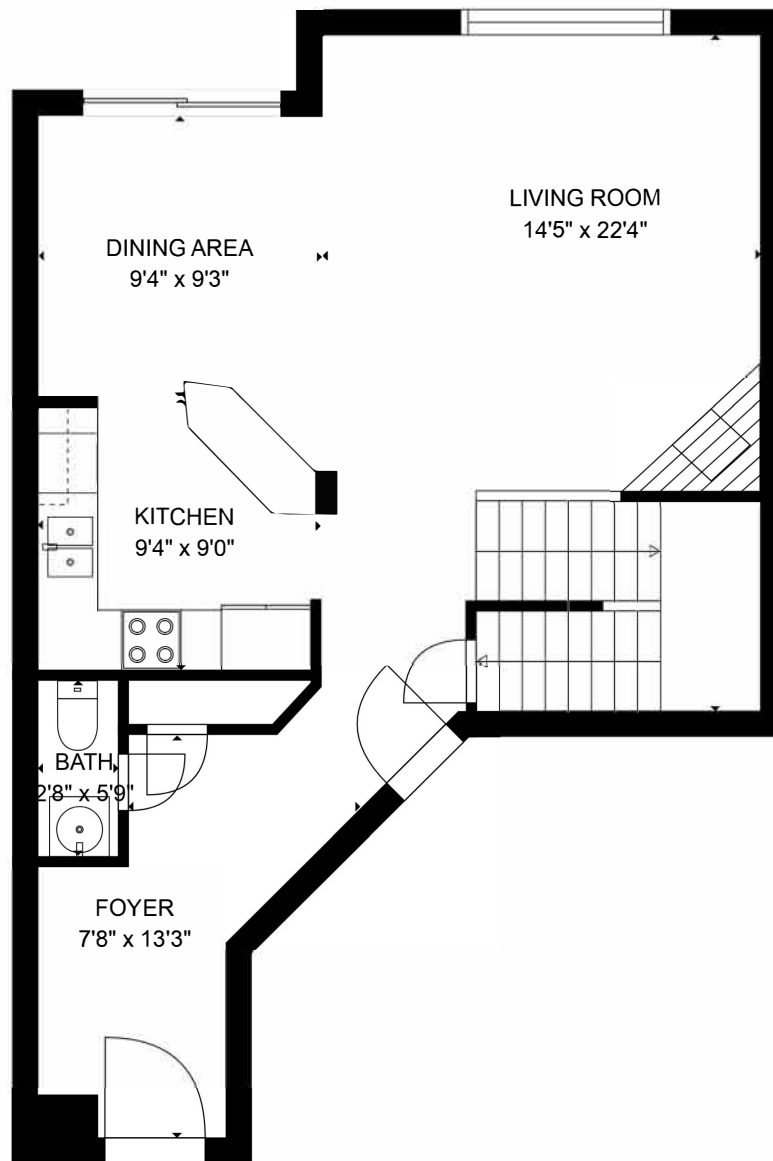 LIVING ROOM
14'5" x 22'4"
DINING AREA
9'4" x 9'3"
KITCHEN
9'4" x 9'0"
BATH
2'8" x 5'9"
FOYER
7'8" x 13'3"